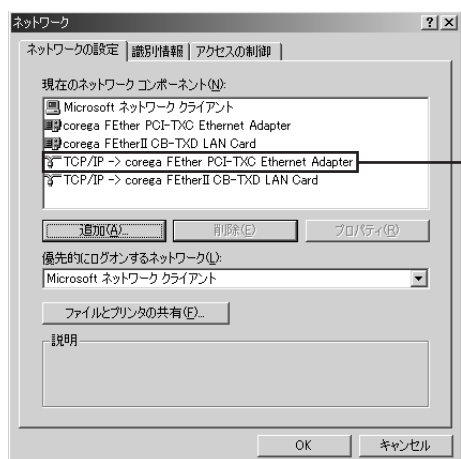 ネットワーク
ネットワークの設定 識別情報 アクセスの制御
現在のネットワーク コンポーネント(N):
Microsoft ネットワーク クライアント
corega FEther PCI-TXC Ethernet Adapter
corega FEtherII CB-TXD LAN Card
TCP/IP -> corega FEther PCI-TXC Ethernet Adapter
TCP/IP -> corega FEtherII CB-TXD LAN Card
追加(A)... 削除(E) プロパティ(R)
優先的にログオンするネットワーク(L):
Microsoft ネットワーク クライアント
ファイルとプリンタの共有(F)...
説明
OK キャンセル